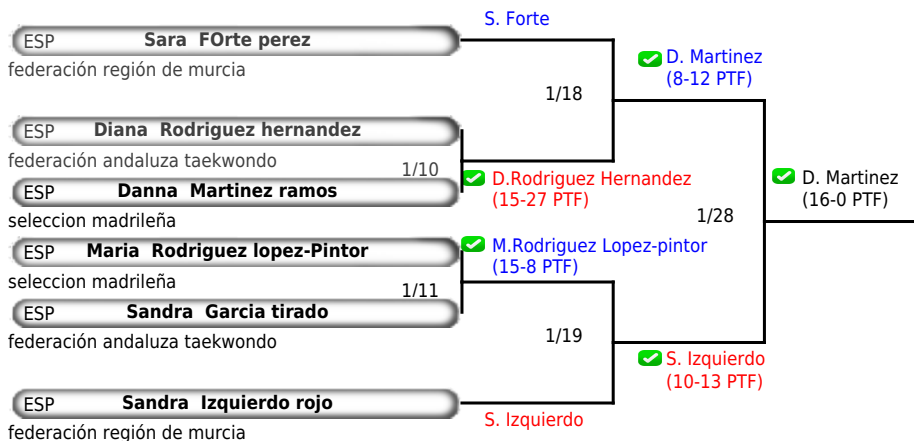 S. Forte
ESP Sara FOrte perez
federación región de murcia
D. Martinez
(8-12 PTF)
1/18
ESP Diana Rodriguez hernandez
federación andaluza taekwondo
1/10
ESP Danna Martinez ramos
seleccion madrileña
D.Rodriguez Hernandez
(15-27 PTF)
D. Martinez
(16-0 PTF)
1/28
ESP Maria Rodriguez lopez-Pintor
seleccion madrileña
M.Rodriguez Lopez-pintor
(15-8 PTF)
1/11
ESP Sandra Garcia tirado
federación andaluza taekwondo
1/19
S. Izquierdo
(10-13 PTF)
ESP Sandra Izquierdo rojo
federación región de murcia
S. Izquierdo